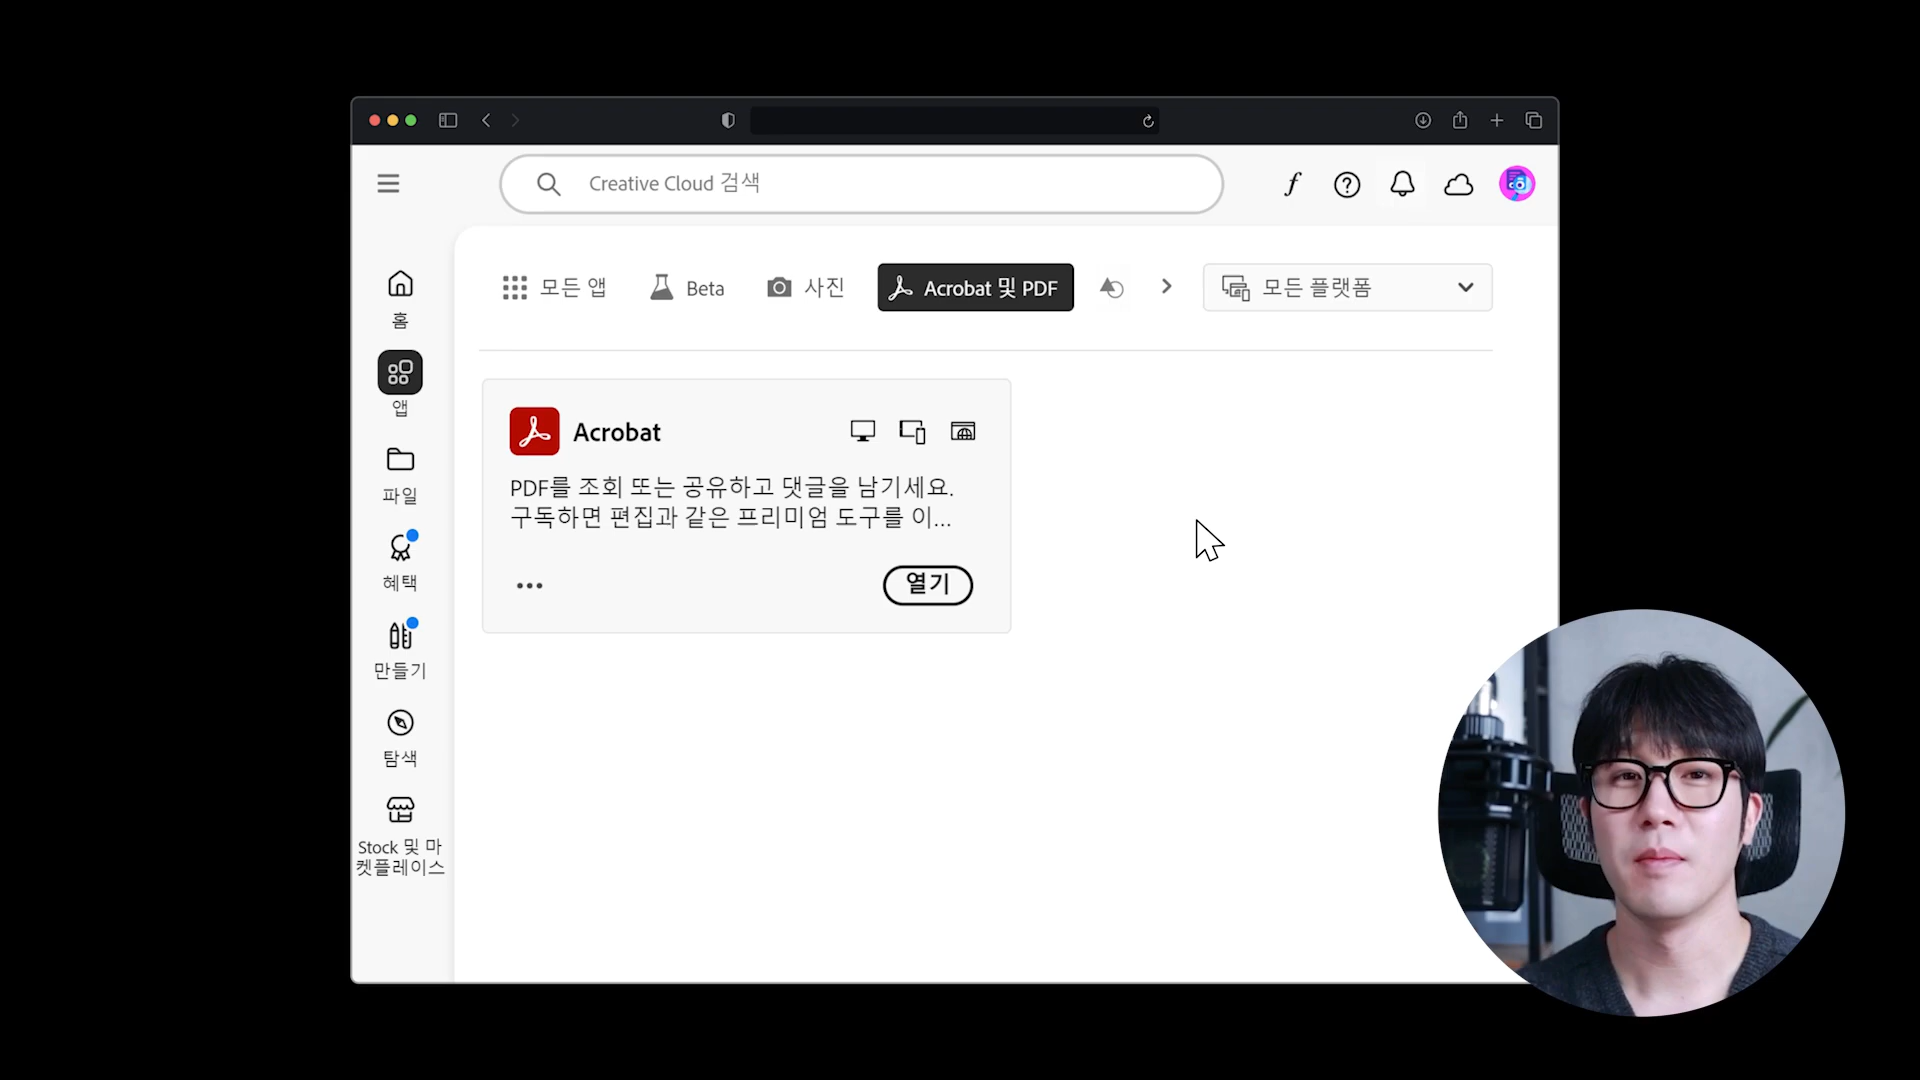 Creative Cloud 검색
모든 앱
Beta
사진
Acrobat 및 PDF
모든 플랫폼
홈
앱
파일
혜택
만들기
탐색
Stock 및 마
켓플레이스
Acrobat
PDF를 조회 또는 공유하고 댓글을 남기세요.
구독하면 편집과 같은 프리미엄 도구를 이...
열기